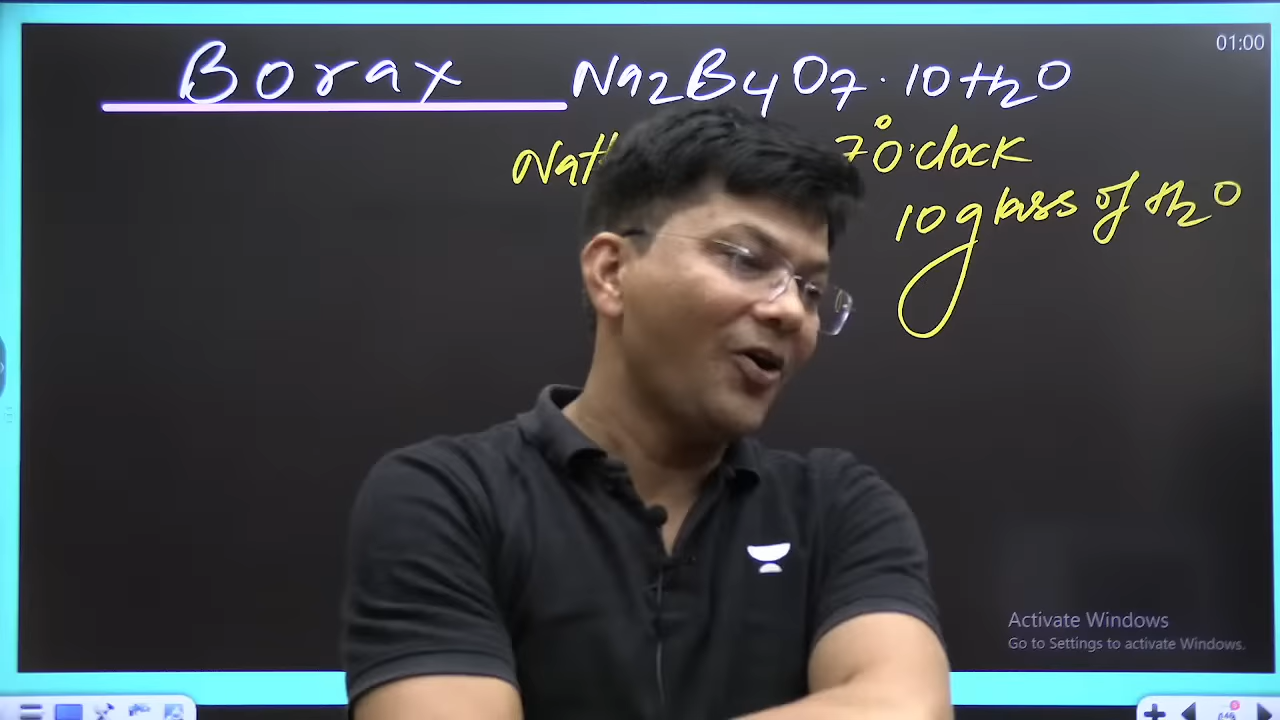 01:00
Borax Na2B4O7·10H2O
7 O'clock
10 glass of H2O
Activate Windows
Go to Settings to activate Windows.